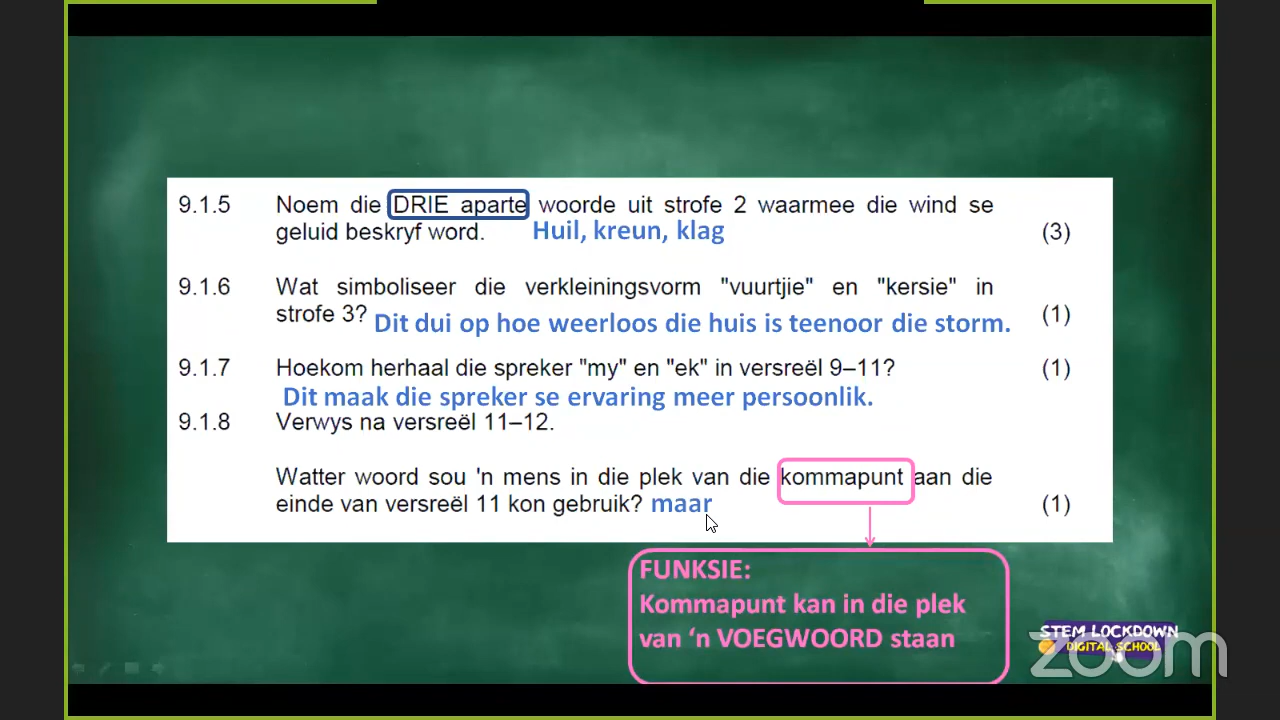 9.1.5 Noem die DRIE aparte woorde uit strofe 2 waarmee die wind se
geluid beskryf word. Huil, kreun, klag (3)
9.1.6 Wat simboliseer die verkleiningsvorm "vuurtjie" en "kersie" in
strofe 3? Dit dui op hoe weerloos die huis is teenoor die storm. (1)
9.1.7 Hoekom herhaal die spreker "my" en "ek" in versreël 9–11? (1)
Dit maak die spreker se ervaring meer persoonlik.
9.1.8 Verwys na versreël 11–12.
Watter woord sou 'n mens in die plek van die kommapunt aan die
einde van versreël 11 kon gebruik? maar (1)
FUNKSIE:
Kommapunt kan in die plek
van ‘n VOEGWOORD staan
STEM LOCKDOWN
DIGITAL SCHOOL
zoom